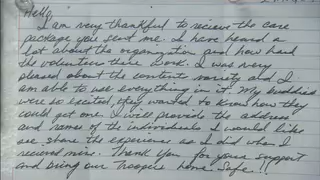 Hello,
I am very thankful to recieve the care
package you sent me. I have heard a
lot about the organization and how hard
the volunteers there work. I was very
pleased about the content variety and I
am able to use everything in it. My buddies
were so excited, they wanted to know how they
could get one. I will provide the address
and names of the individuals I would like
share the experience as I did when I
recieved mine. Thank you for your support
and bring our Troops home Safe!!!